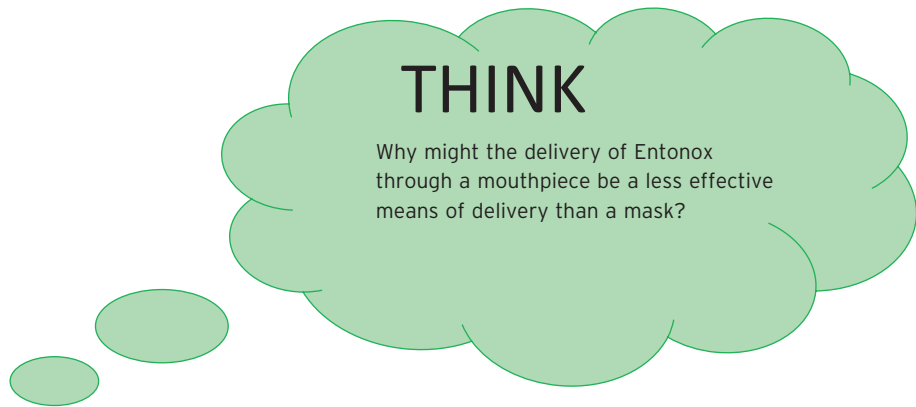 THINK
Why might the delivery of Entonox
through a mouthpiece be a less effective
means of delivery than a mask?